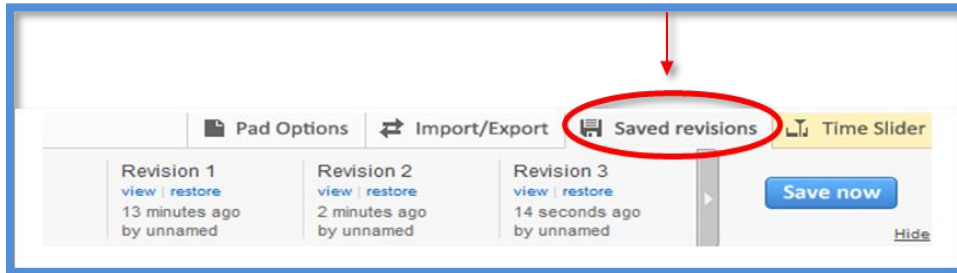 Pad Options Import/Export Saved revisions Time Slider
Revision 1 Revision 2 Revision 3
view | restore view | restore view | restore
13 minutes ago 2 minutes ago 14 seconds ago
by unnamed by unnamed by unnamed
Save now
Hide